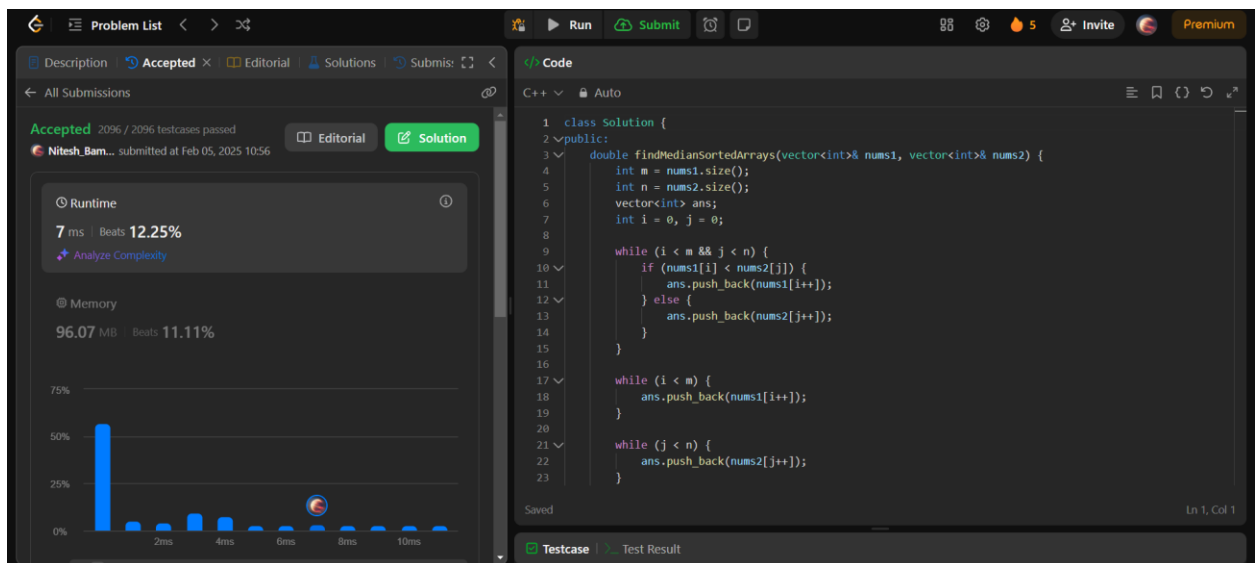 Problem List
Run
Submit
5
Invite
Premium
Description
Accepted
Editorial
Solutions
Submis:
All Submissions
Accepted 2096 / 2096 testcases passed
Nitesh_Bam... submitted at Feb 05, 2025 10:56
Editorial
Solution
Runtime
7 ms | Beats 12.25%
Analyze Complexity
Memory
96.07 MB | Beats 11.11%
75%
50%
25%
0%
2ms 4ms 6ms 8ms 10ms
</> Code
C++ Auto
1 class Solution {
2 public:
3 double findMedianSortedArrays(vector<int>& nums1, vector<int>& nums2) {
4 int m = nums1.size();
5 int n = nums2.size();
6 vector<int> ans;
7 int i = 0, j = 0;
8
9 while (i < m && j < n) {
10 if (nums1[i] < nums2[j]) {
11 ans.push_back(nums1[i++]);
12 } else {
13 ans.push_back(nums2[j++]);
14 }
15 }
16
17 while (i < m) {
18 ans.push_back(nums1[i++]);
19 }
20
21 while (j < n) {
22 ans.push_back(nums2[j++]);
23 }
Saved
Ln 1, Col 1
Testcase | >_ Test Result